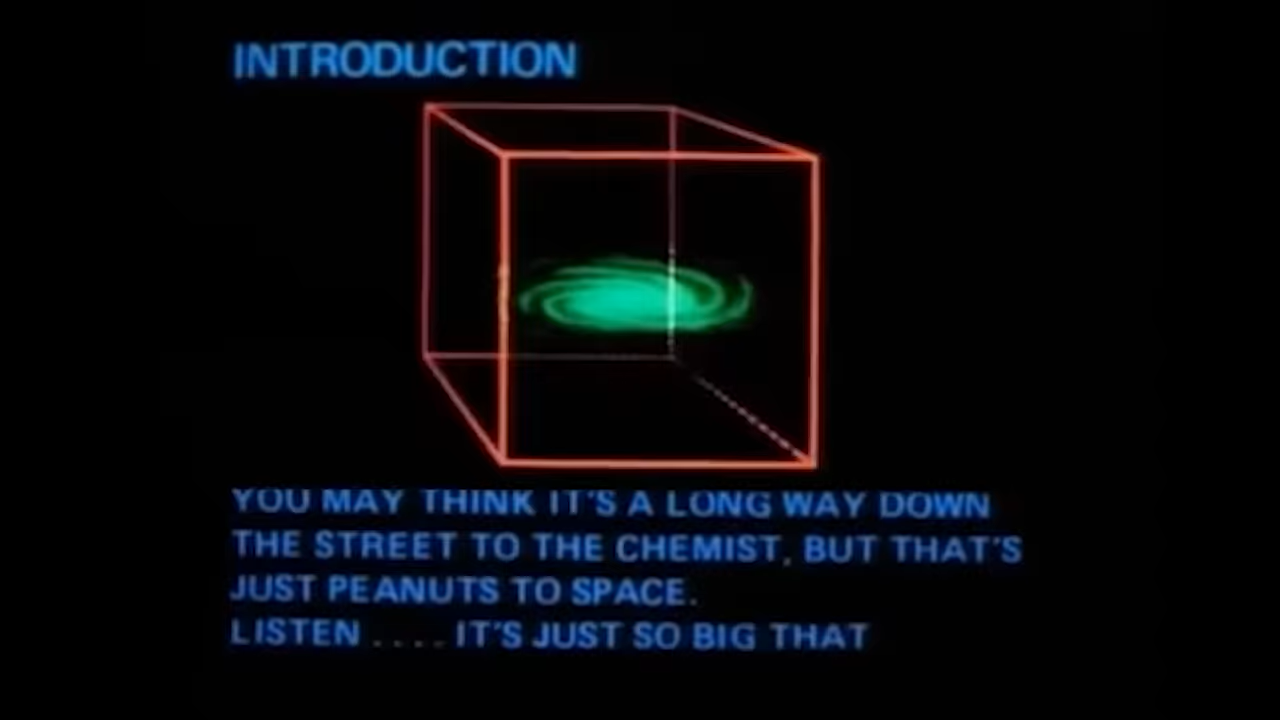 INTRODUCTION
YOU MAY THINK IT'S A LONG WAY DOWN
THE STREET TO THE CHEMIST, BUT THAT'S
JUST PEANUTS TO SPACE.
LISTEN .... IT'S JUST SO BIG THAT